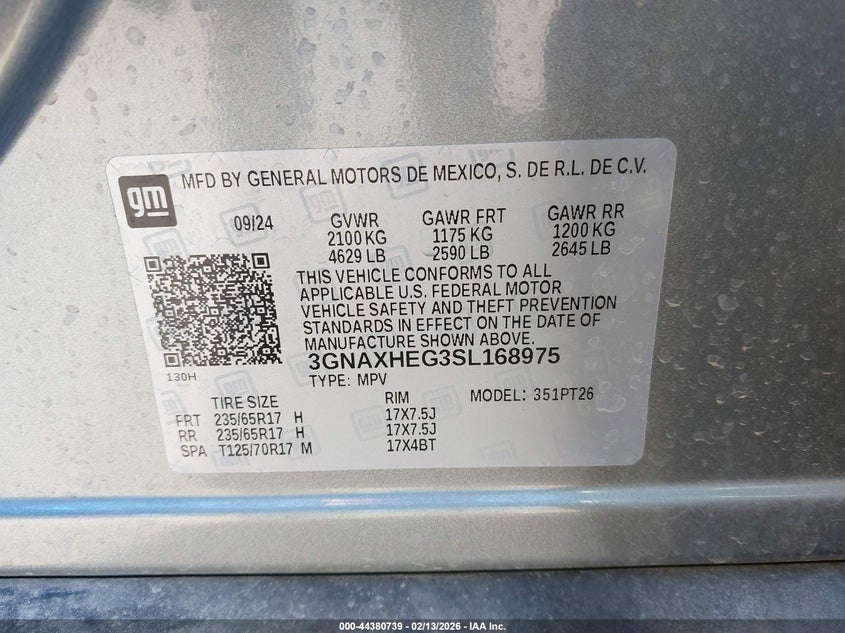 gm
MFD BY GENERAL MOTORS DE MEXICO, S. DE R.L. DE C.V.
09/24 GVWR GAWR FRT GAWR RR
2100 KG 1175 KG 1200 KG
4629 LB 2590 LB 2645 LB
THIS VEHICLE CONFORMS TO ALL
APPLICABLE U.S. FEDERAL MOTOR
VEHICLE SAFETY AND THEFT PREVENTION
STANDARDS IN EFFECT ON THE DATE OF
MANUFACTURE SHOWN ABOVE.
3GNAXHEG3SL168975
130H
TYPE: MPV MODEL: 351PT26
TIRE SIZE RIM
FRT 235/65R17 H 17X7.5J
RR 235/65R17 H 17X7.5J
SPA T125/70R17 M 17X4BT
000-44380739 - 02/13/2026 - IAA Inc.